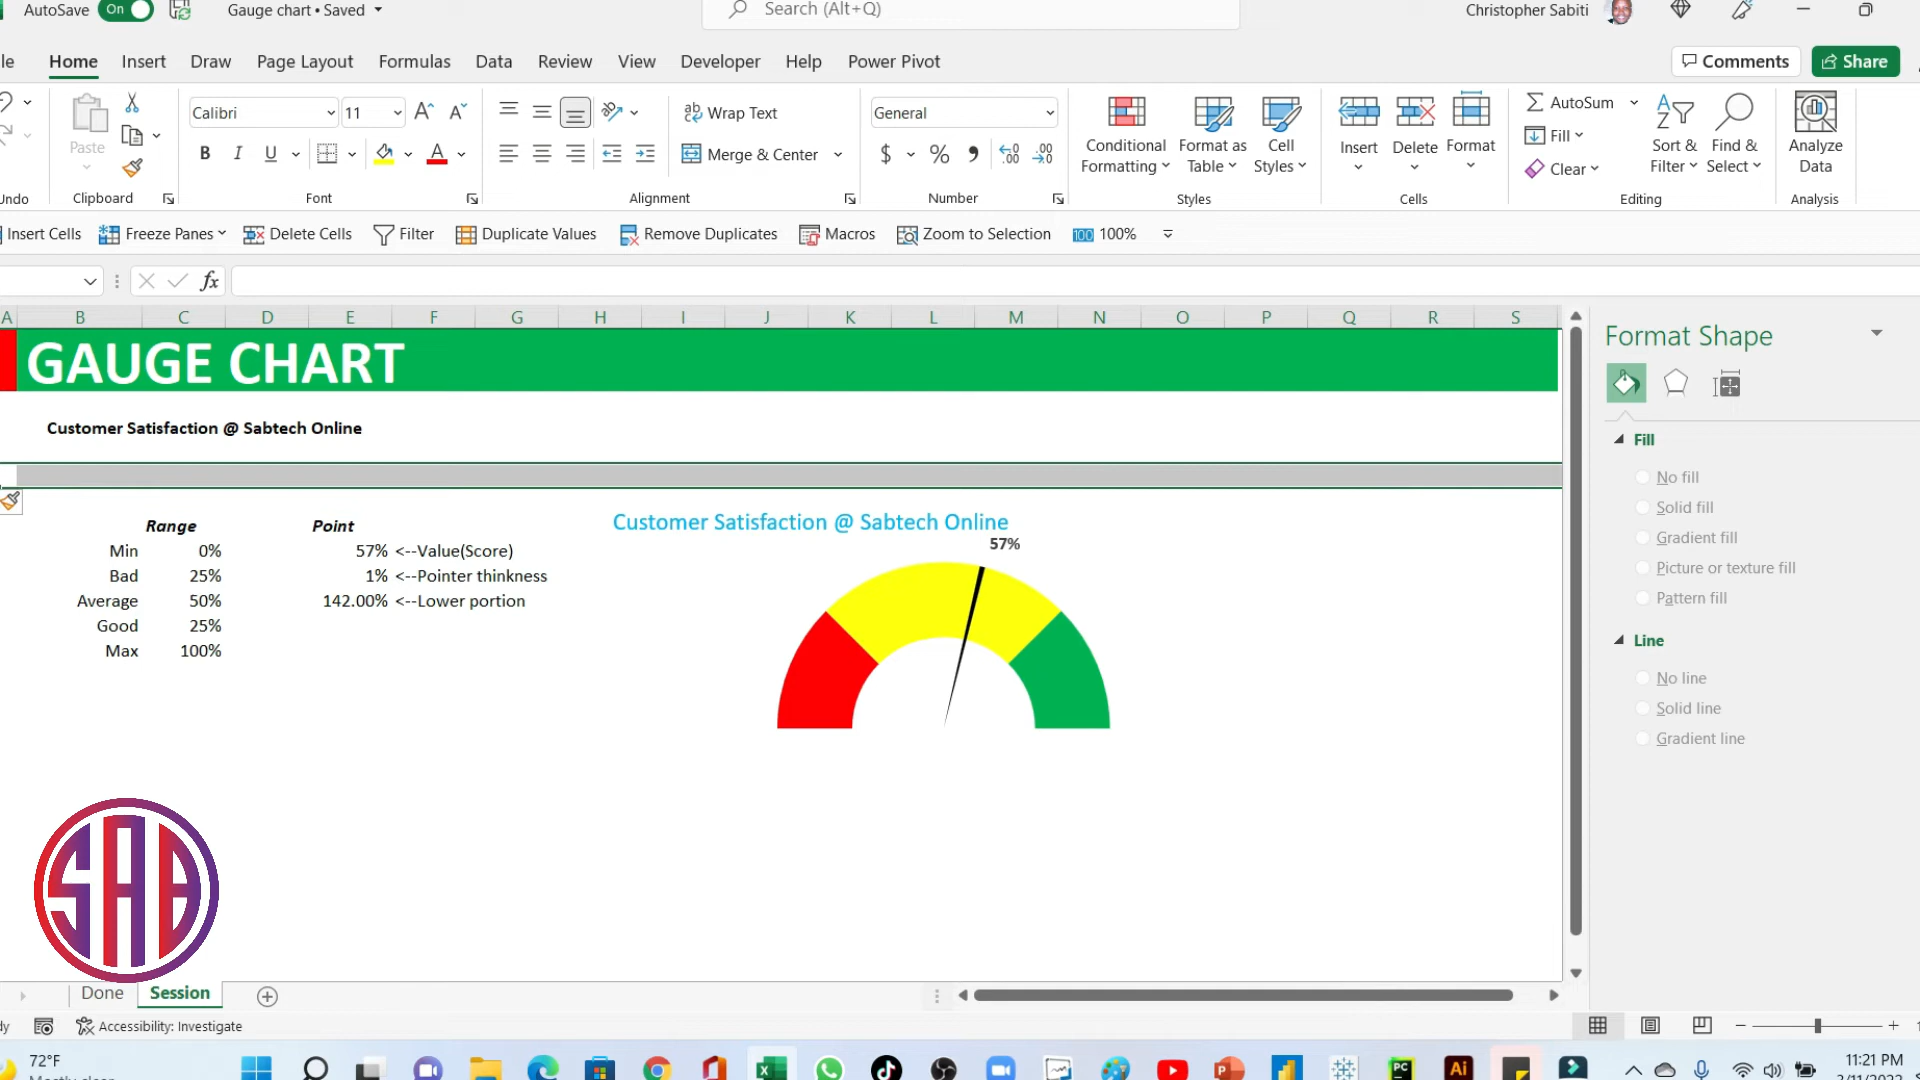 AutoSave On Gauge chart • Saved Search (Alt+Q) Christopher Sabiti
Home Insert Draw Page Layout Formulas Data Review View Developer Help Power Pivot Comments Share
Calibri 11 Wrap Text General AutoSum
Paste B I U Merge & Center $ % Conditional Formatting Format as Table Cell Styles Insert Delete Format Fill Clear Sort & Filter Find & Select Analyze Data
Undo Clipboard Font Alignment Number Styles Cells Editing Analysis
Insert Cells Freeze Panes Delete Cells Filter Duplicate Values Remove Duplicates Macros Zoom to Selection 100 100%
fx
A B C D E F G H I J K L M N O P Q R S
GAUGE CHART
Customer Satisfaction @ Sabtech Online
Range Point
Min 0% 57% <--Value(Score)
Bad 25% 1% <--Pointer thinkness
Average 50% 142.00% <--Lower portion
Good 25%
Max 100%
Customer Satisfaction @ Sabtech Online
57%
Format Shape
Fill
No fill
Solid fill
Gradient fill
Picture or texture fill
Pattern fill
Line
No line
Solid line
Gradient line
SAB
Done Session
Accessibility: Investigate
72°F
PC Ai 11:21 PM